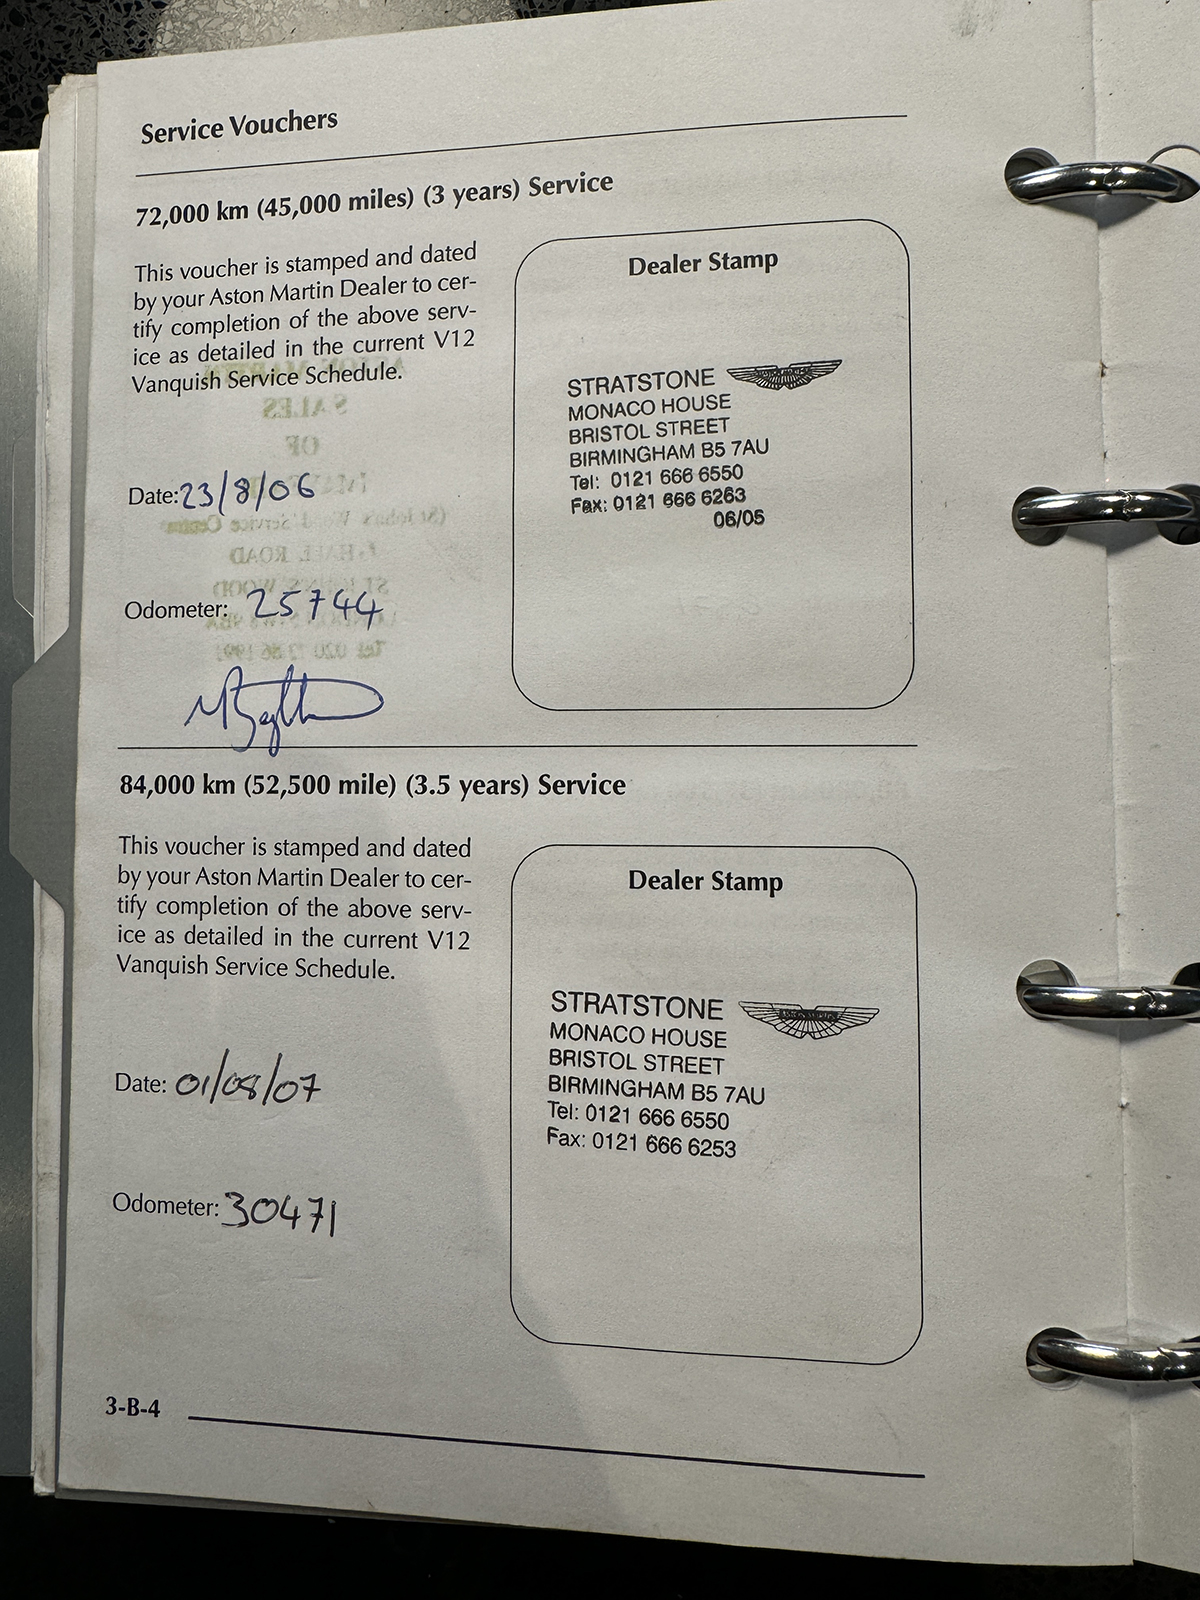 Service Vouchers
72,000 km (45,000 miles) (3 years) Service
This voucher is stamped and dated
by your Aston Martin Dealer to cer-
tify completion of the above serv-
ice as detailed in the current V12
Vanquish Service Schedule.
Date: 23/8/06
Odometer: 25744
Dealer Stamp
STRATSTONE
MONACO HOUSE
BRISTOL STREET
BIRMINGHAM B5 7AU
Tel: 0121 666 6550
Fax: 0121 666 6263
06/05
84,000 km (52,500 mile) (3.5 years) Service
This voucher is stamped and dated
by your Aston Martin Dealer to cer-
tify completion of the above serv-
ice as detailed in the current V12
Vanquish Service Schedule.
Date: 01/08/07
Odometer: 30471
Dealer Stamp
STRATSTONE
ASTON MARTIN
MONACO HOUSE
BRISTOL STREET
BIRMINGHAM B5 7AU
Tel: 0121 666 6550
Fax: 0121 666 6253
3-B-4